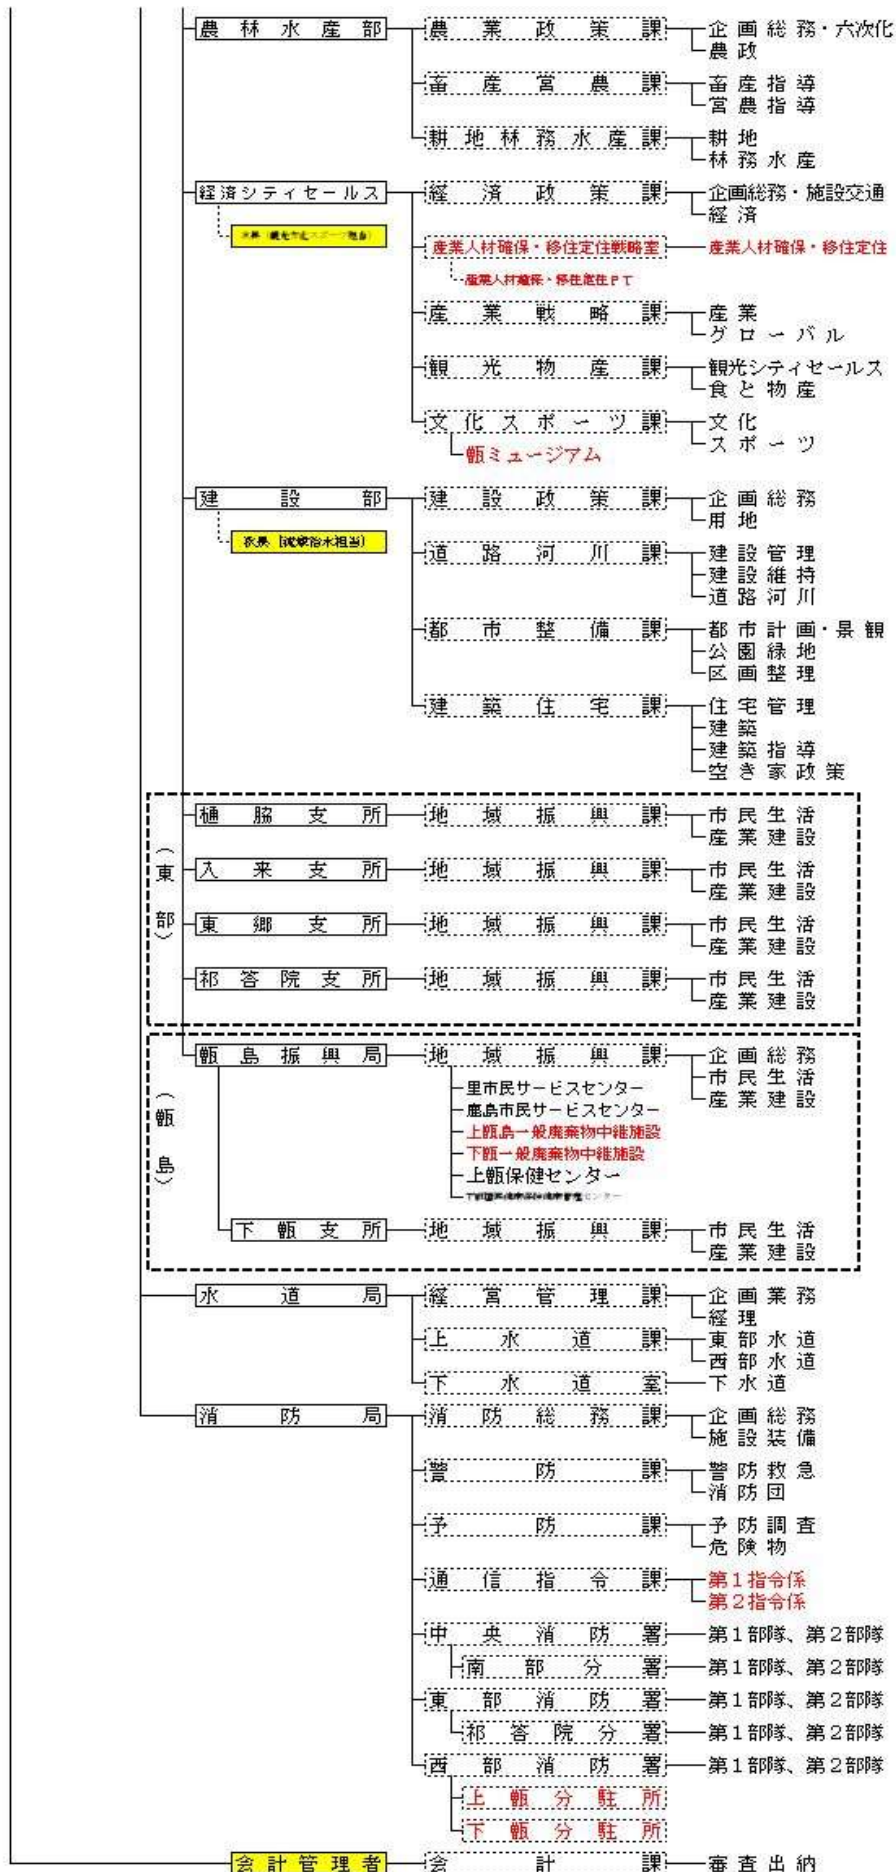 農林水産部 農業政策課 企画総務・六次化
農政
畜産営農課 畜産指導
営農指導
耕地林務水産課 耕地
林務水産
経済シティセールス 経済政策課 企画総務・施設交通
経済
産業人材確保・移住定住戦略室 産業人材確保・移住定住
産業人材確保・移住定住PT
産業戦略課 産業
グローバル
観光物産課 観光シティセールス
食と物産
文化スポーツ課 文化
スポーツ
甑ミュージアム
建設部 建設政策課 企画総務
用地
道路河川課 建設管理
建設維持
道路河川
都市整備課 都市計画・景観
公園緑地
区画整理
建築住宅課 住宅管理
建築
建築指導
空き家政策
(東部)
樋脇支所 地域振興課 市民生活
産業建設
入来支所 地域振興課 市民生活
産業建設
東郷支所 地域振興課 市民生活
産業建設
祁答院支所 地域振興課 市民生活
産業建設
(甑島)
甑島振興局 地域振興課 企画総務
市民生活
産業建設
里市民サービスセンター
鹿島市民サービスセンター
上甑島一般廃棄物中継施設
下甑一般廃棄物中継施設
上甑保健センター
下甑支所 地域振興課 市民生活
産業建設
水道局 経営管理課 企画業務
経理
上水道課 東部水道
西部水道
下水道室 下水道
消防局 消防総務課 企画総務
施設装備
警防課 警防救急
消防団
予防課 予防調査
危険物
通信指令課 第1指令係
第2指令係
中央消防署 第1部隊、第2部隊
南部分署 第1部隊、第2部隊
東部消防署 第1部隊、第2部隊
祁答院分署 第1部隊、第2部隊
西部消防署 第1部隊、第2部隊
上甑分駐所
下甑分駐所
会計管理者 会計課 審査出納